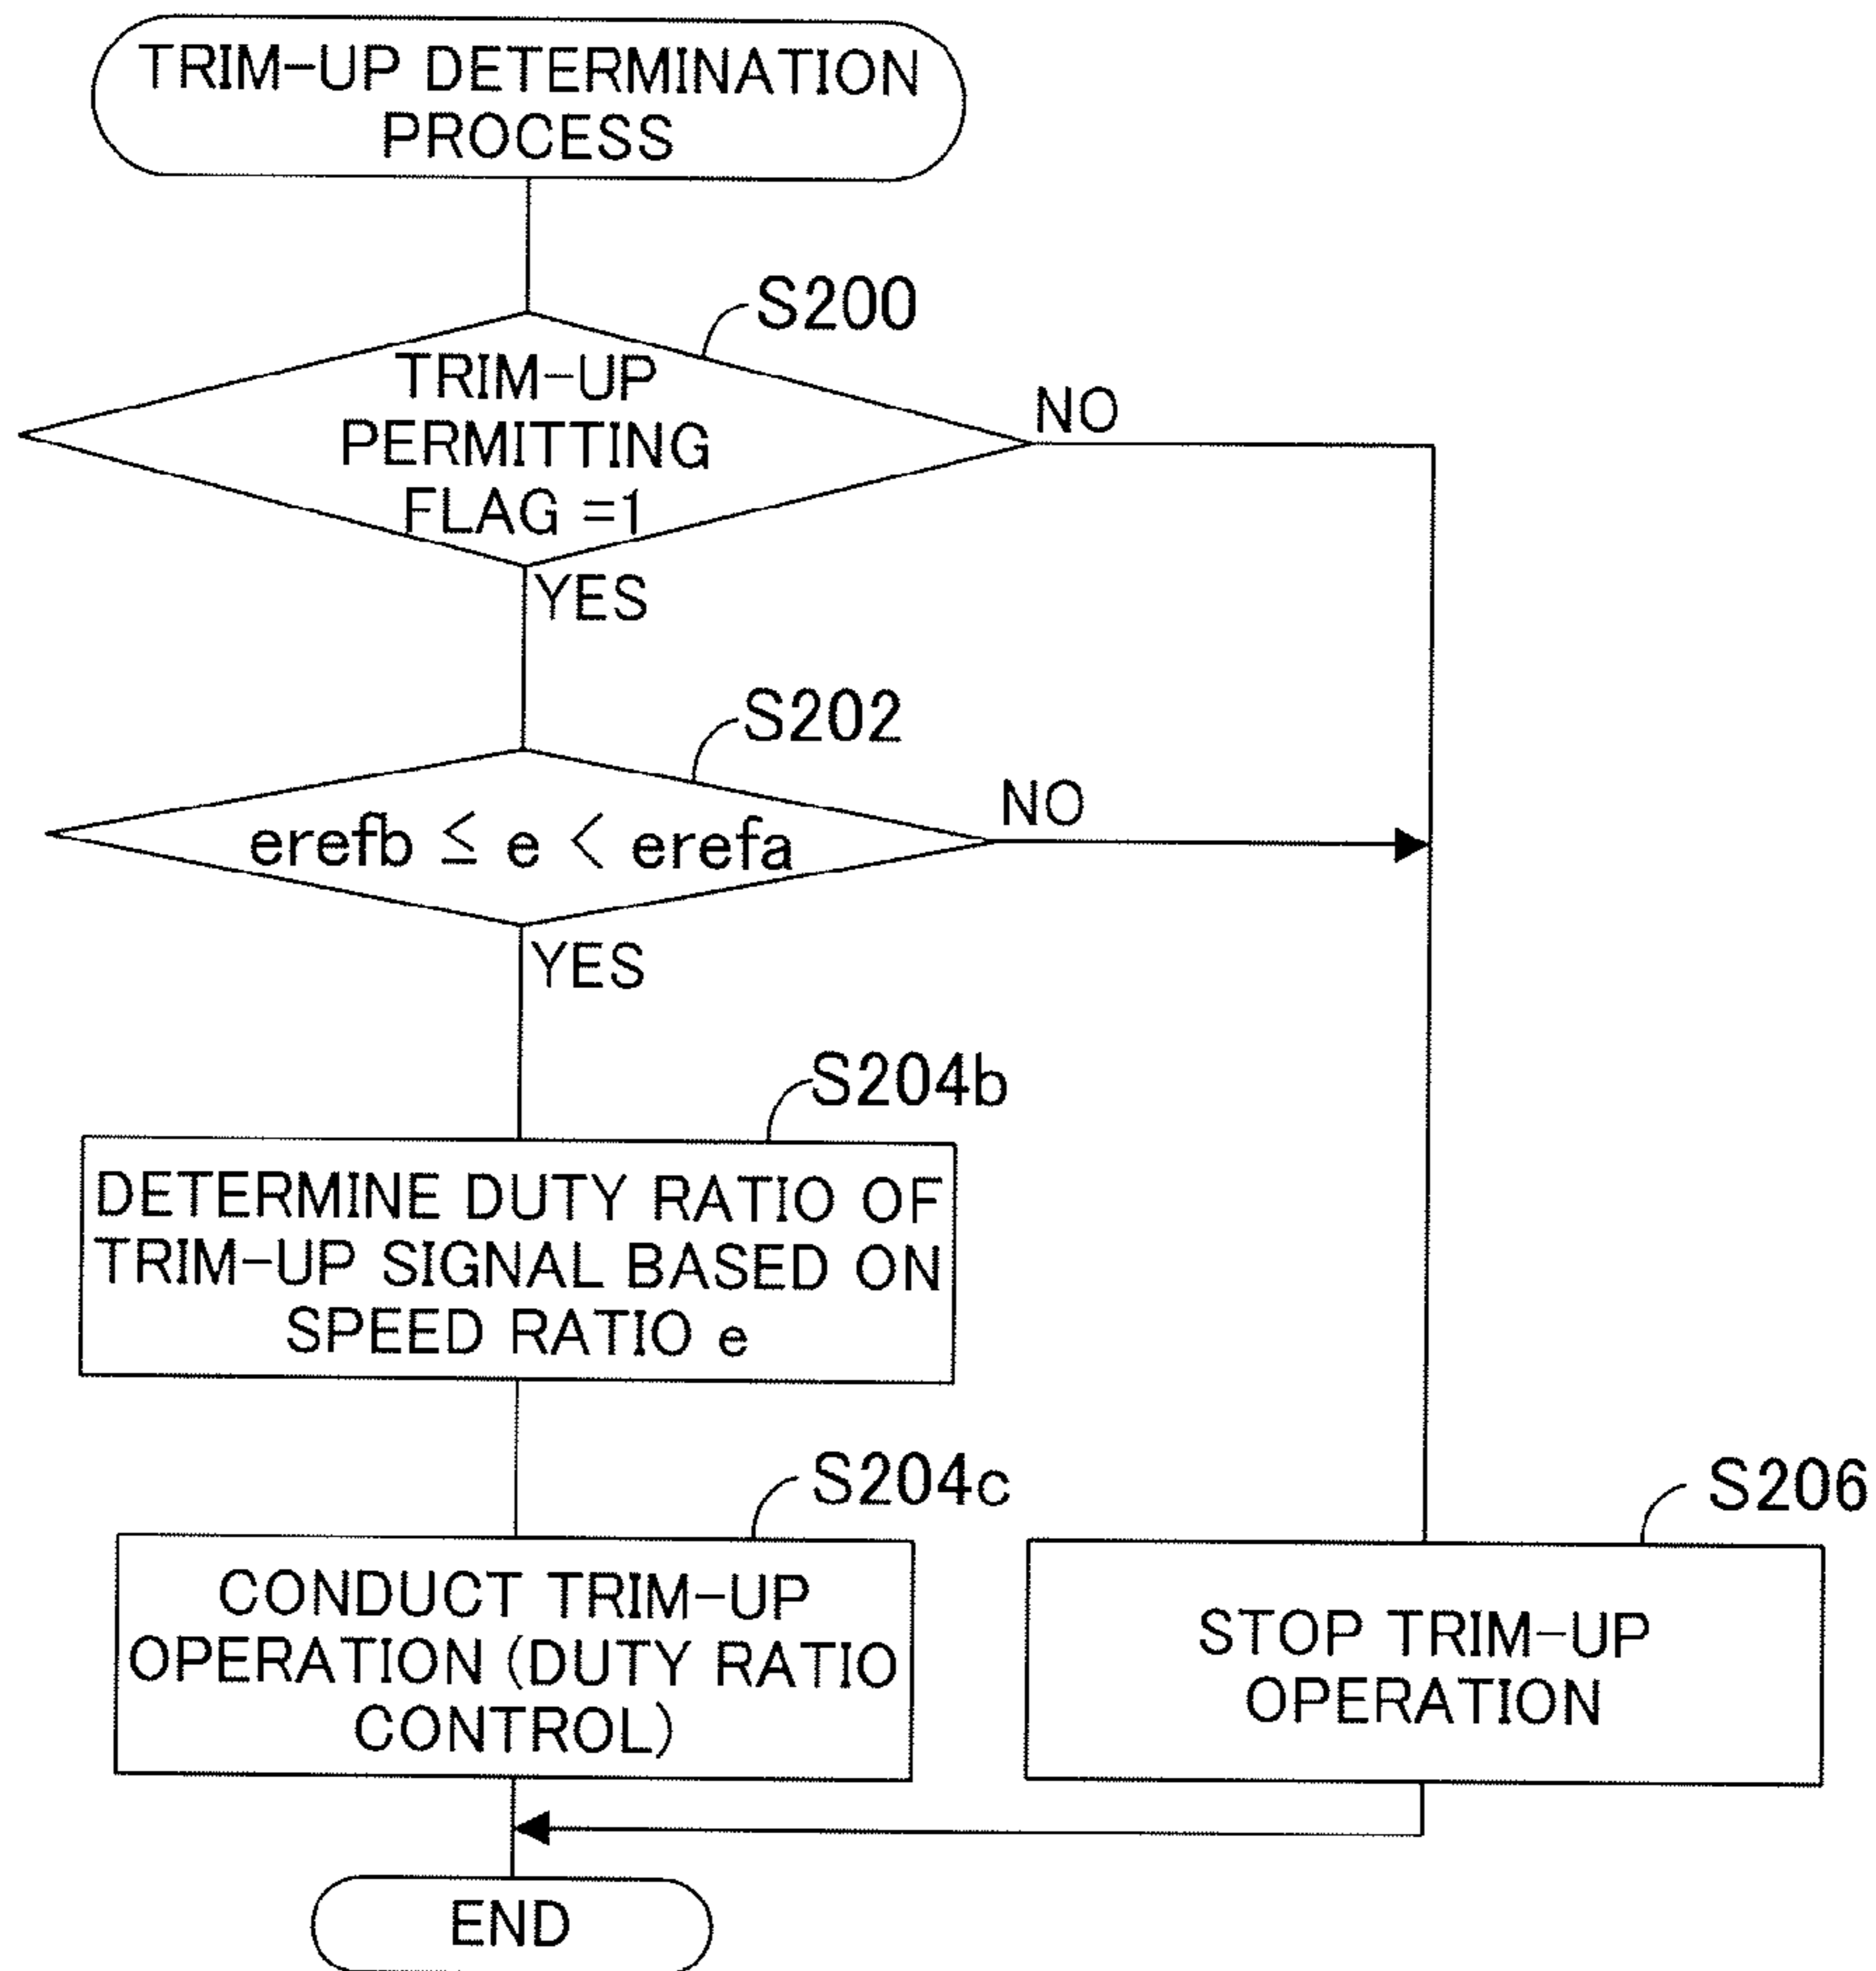 TRIM-UP DETERMINATION
PROCESS
S200
TRIM-UP
PERMITTING
FLAG =1
NO
YES
S202
erefb ≤ e < erefa
NO
YES
S204b
DETERMINE DUTY RATIO OF
TRIM-UP SIGNAL BASED ON
SPEED RATIO e
S204c
CONDUCT TRIM-UP
OPERATION (DUTY RATIO
CONTROL)
S206
STOP TRIM-UP
OPERATION
END